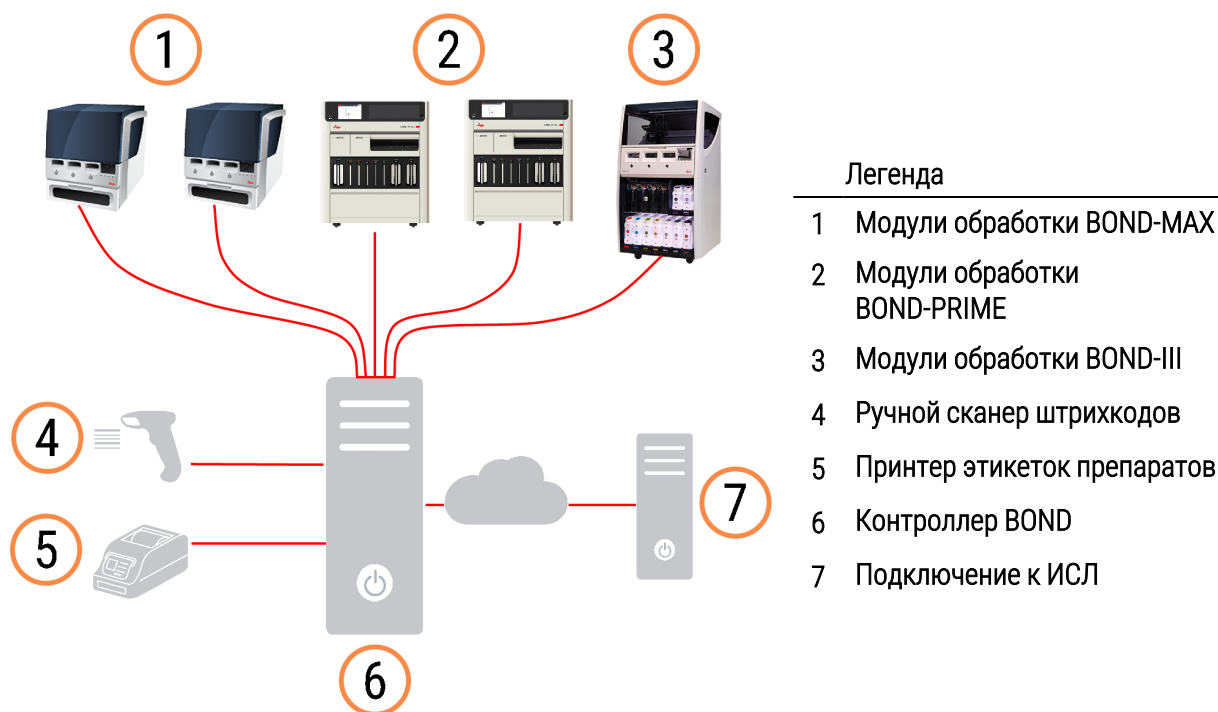 1
2
3
4
5
6
7
Легенда
1 Модули обработки BOND-MAX
2 Модули обработки
BOND-PRIME
3 Модули обработки BOND-III
4 Ручной сканер штрихкодов
5 Принтер этикеток препаратов
6 Контроллер BOND
7 Подключение к ИСЛ